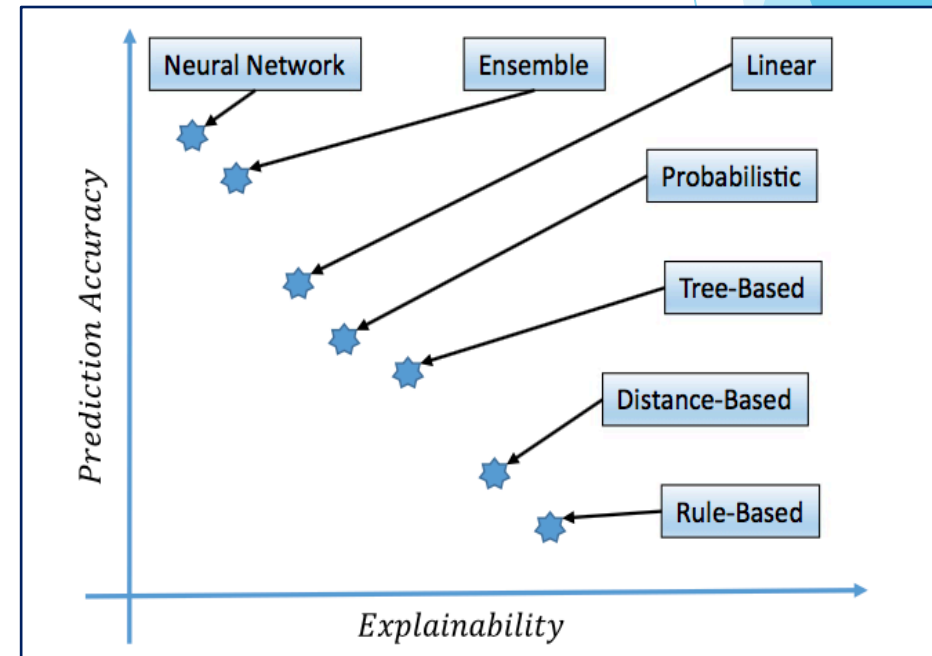 Neural Network
Ensemble
Linear
Probabilistic
Tree-Based
Distance-Based
Rule-Based
Prediction Accuracy
Explainability